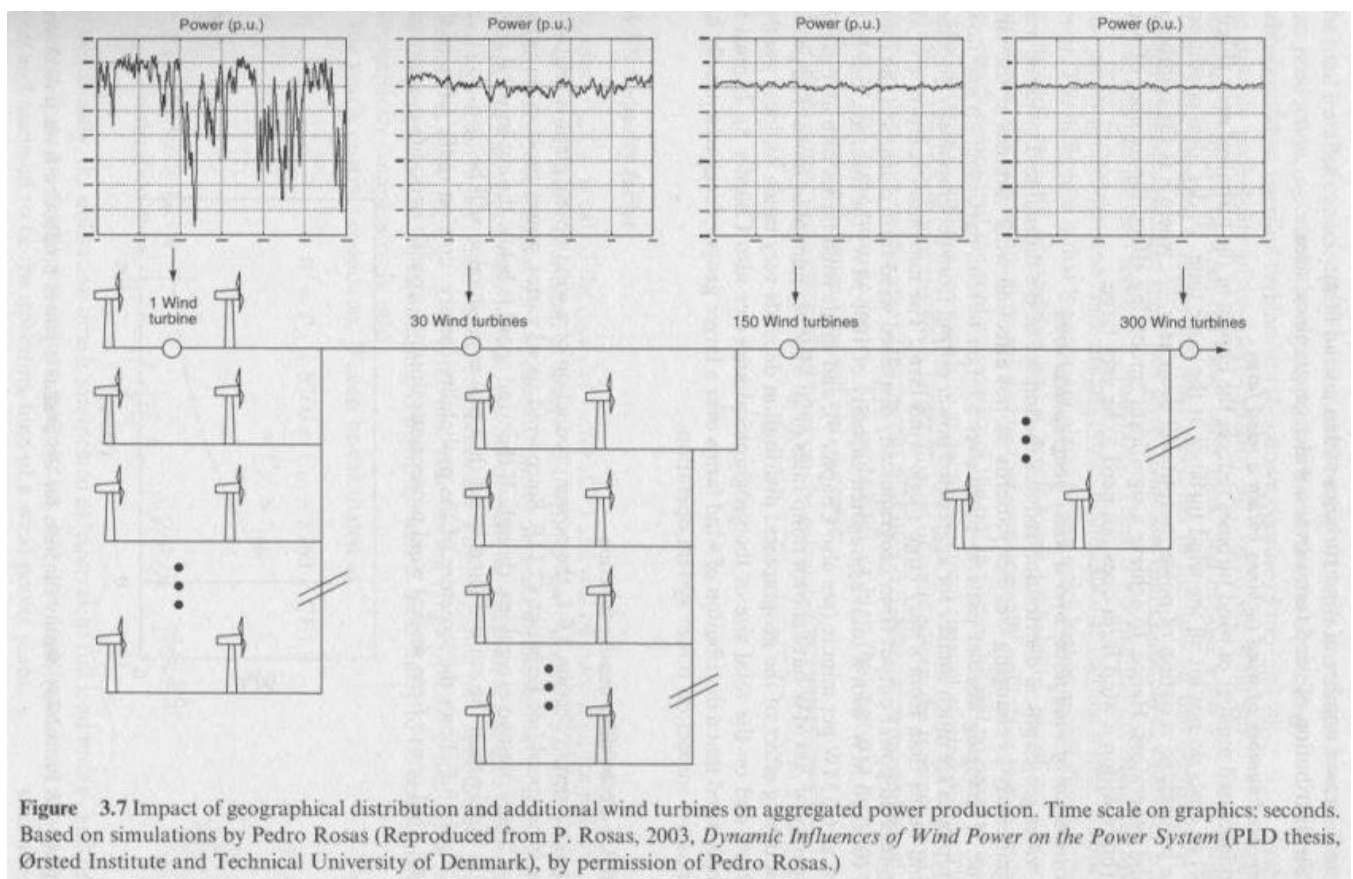 Power (p.u.) Power (p.u.) Power (p.u.) Power (p.u.)
1 Wind
turbine
30 Wind turbines
150 Wind turbines
300 Wind turbines
Figure 3.7 Impact of geographical distribution and additional wind turbines on aggregated power production. Time scale on graphics: seconds.
Based on simulations by Pedro Rosas (Reproduced from P. Rosas, 2003, Dynamic Influences of Wind Power on the Power System (PLD thesis,
Ørsted Institute and Technical University of Denmark), by permission of Pedro Rosas.)